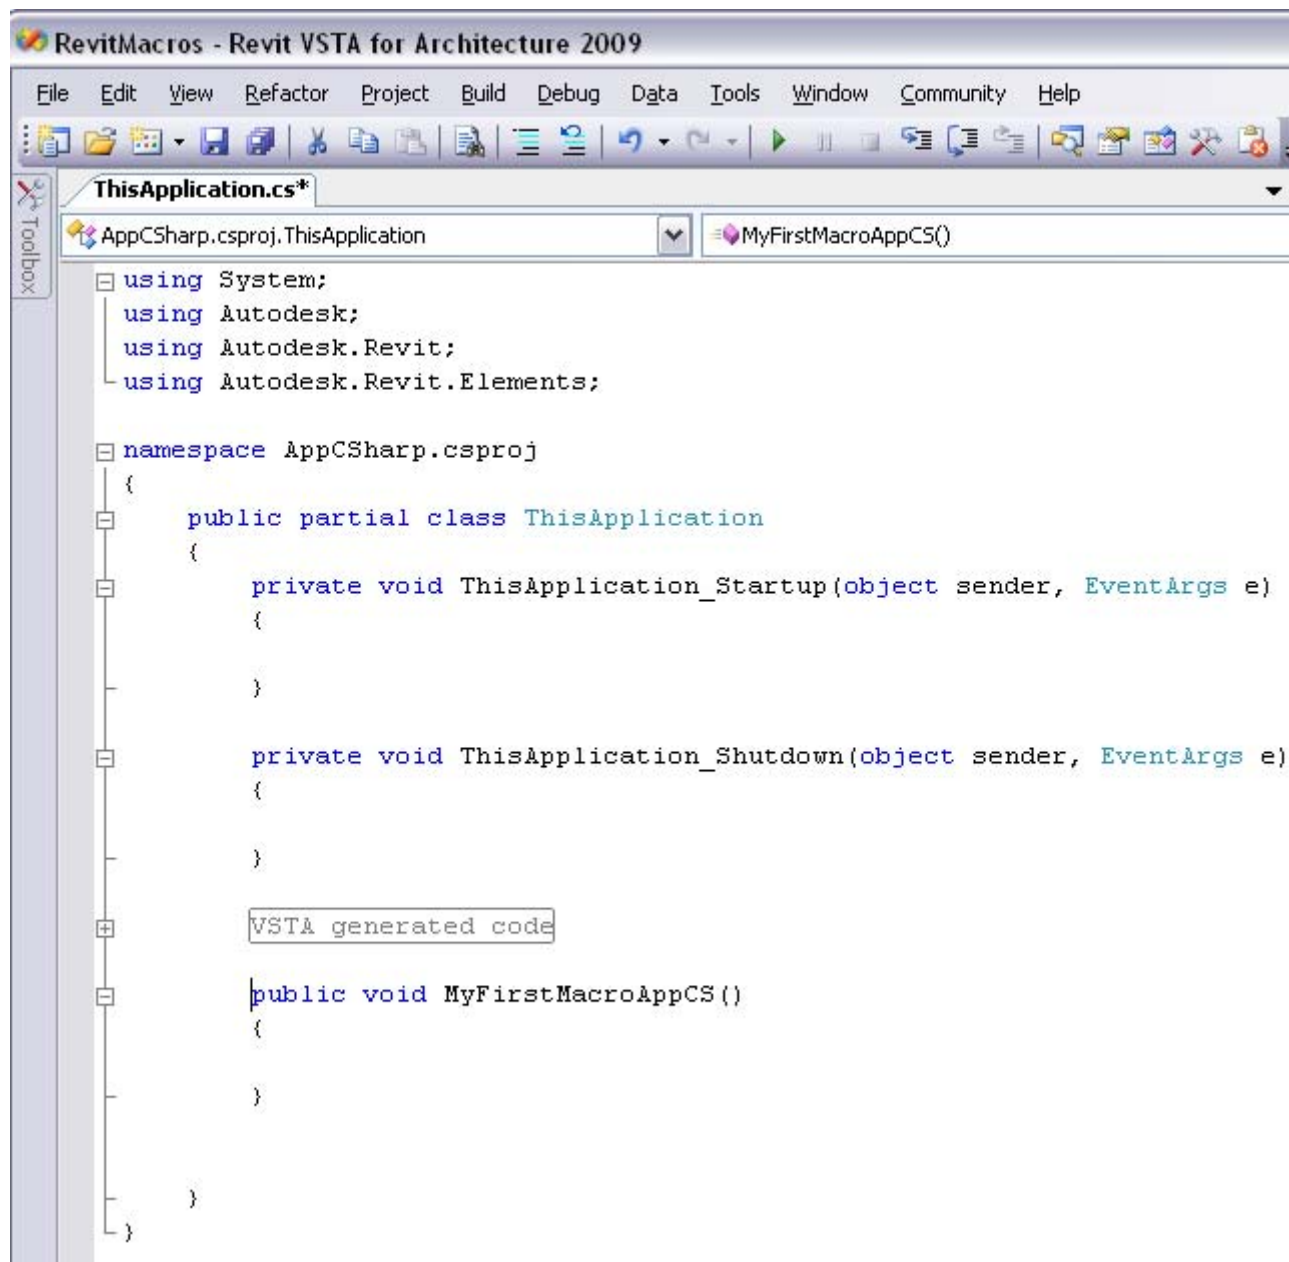 RevitMacros - Revit VSTA for Architecture 2009
File Edit View Refactor Project Build Debug Data Tools Window Community Help
ThisApplication.cs*
Toolbox
AppCSharp.csproj.ThisApplication MyFirstMacroAppCS()
using System;
using Autodesk;
using Autodesk.Revit;
using Autodesk.Revit.Elements;
namespace AppCSharp.csproj
{
public partial class ThisApplication
{
private void ThisApplication_Startup(object sender, EventArgs e)
{
}
private void ThisApplication_Shutdown(object sender, EventArgs e)
{
}
VSTA generated code
public void MyFirstMacroAppCS()
{
}
}
}